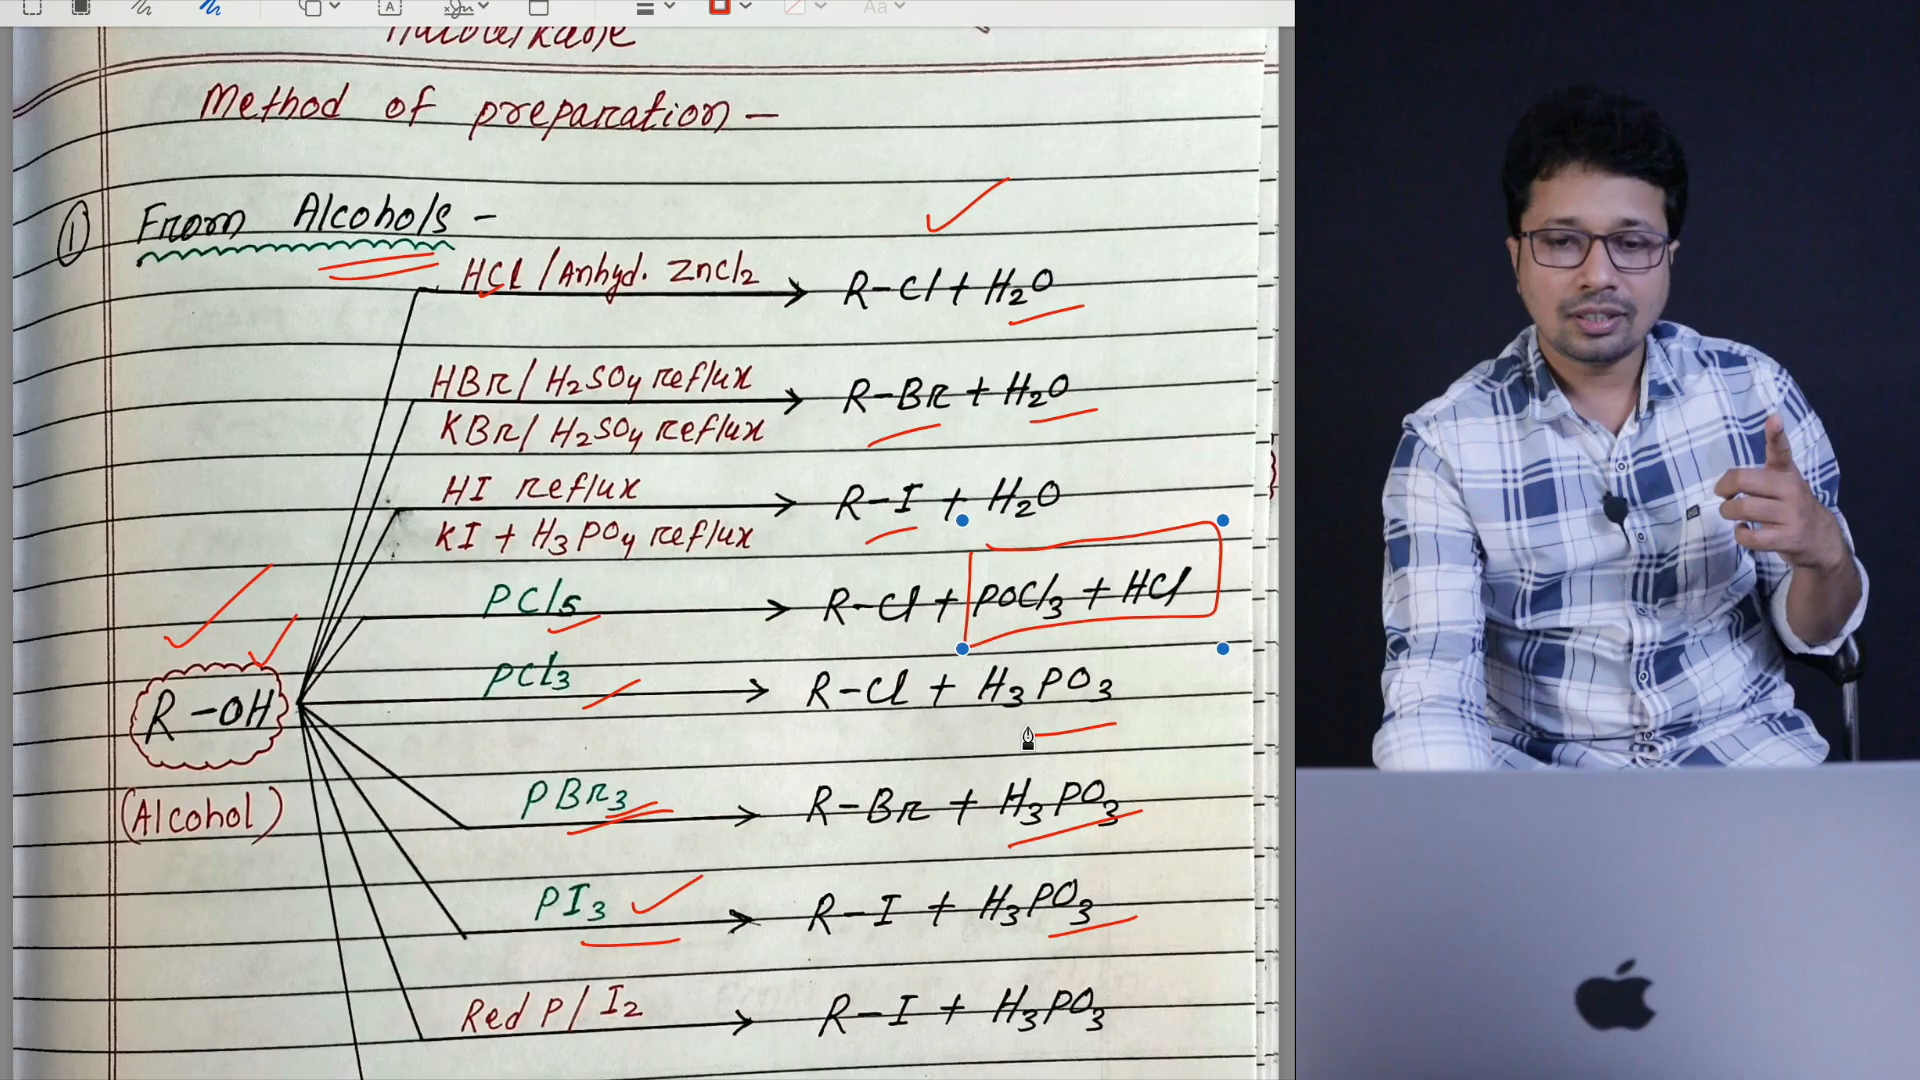 Aa
Method of preparation –
① From Alcohols –
HCl / Anhyd. ZnCl2 → R-Cl + H2O
HBr / H2SO4 reflux → R-Br + H2O
KBr / H2SO4 reflux
HI reflux → R-I + H2O
KI + H3PO4 reflux
PCl5 → R-Cl + POCl3 + HCl
PCl3 → R-Cl + H3PO3
R-OH
PBr3 → R-Br + H3PO3
(Alcohol)
PI3 → R-I + H3PO3
Red P / I2 → R-I + H3PO3